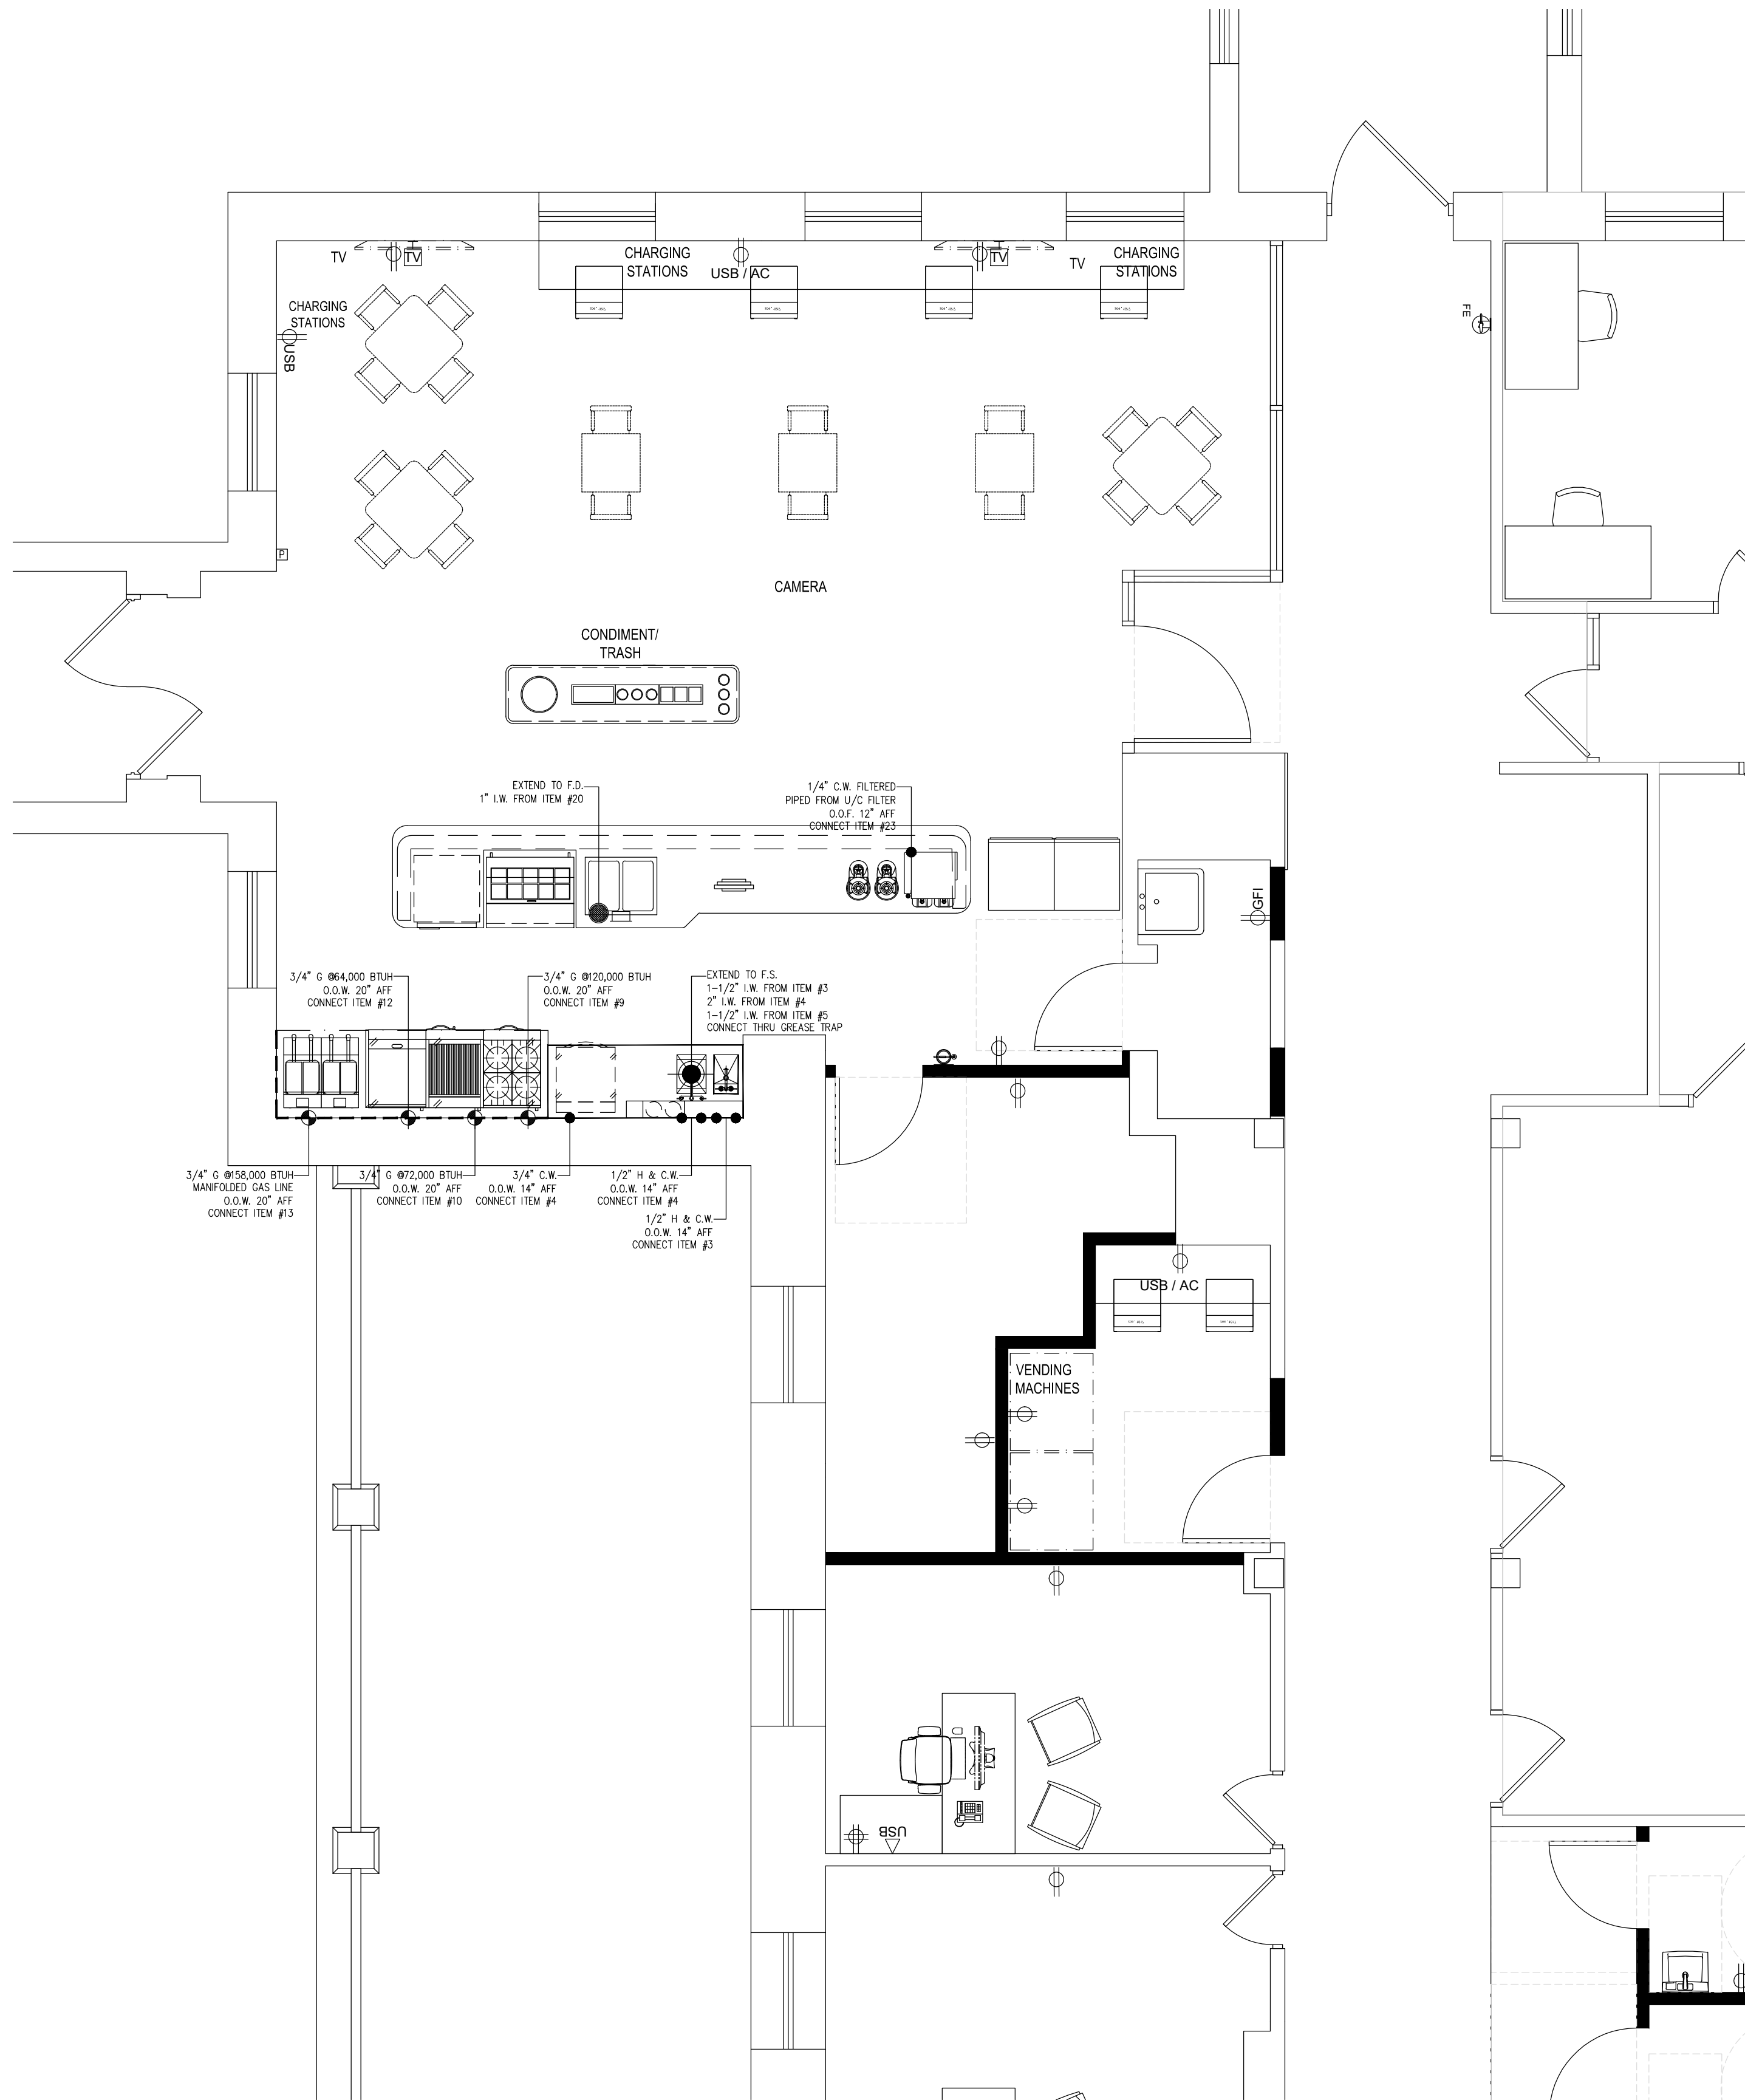 TV
TV
CHARGING
STATIONS
USB / AC
TV
TV
CHARGING
STATIONS
CHARGING
STATIONS
USB
FE
P
CAMERA
CONDIMENT/
TRASH
EXTEND TO F.D.
1" I.W. FROM ITEM #20
1/4" C.W. FILTERED
PIPED FROM U/C FILTER
O.O.F. 12" AFF
CONNECT ITEM #23
GFI
3/4" G @64,000 BTUH
O.O.W. 20" AFF
CONNECT ITEM #12
3/4" G @120,000 BTUH
O.O.W. 20" AFF
CONNECT ITEM #9
EXTEND TO F.S.
1-1/2" I.W. FROM ITEM #3
2" I.W. FROM ITEM #4
1-1/2" I.W. FROM ITEM #5
CONNECT THRU GREASE TRAP
3/4" G @158,000 BTUH
MANIFOLDED GAS LINE
O.O.W. 20" AFF
CONNECT ITEM #13
3/4" G @72,000 BTUH
O.O.W. 20" AFF
CONNECT ITEM #10
3/4" C.W.
O.O.W. 14" AFF
CONNECT ITEM #4
1/2" H & C.W.
O.O.W. 14" AFF
CONNECT ITEM #4
1/2" H & C.W.
O.O.W. 14" AFF
CONNECT ITEM #3
USB / AC
VENDING
MACHINES
USB